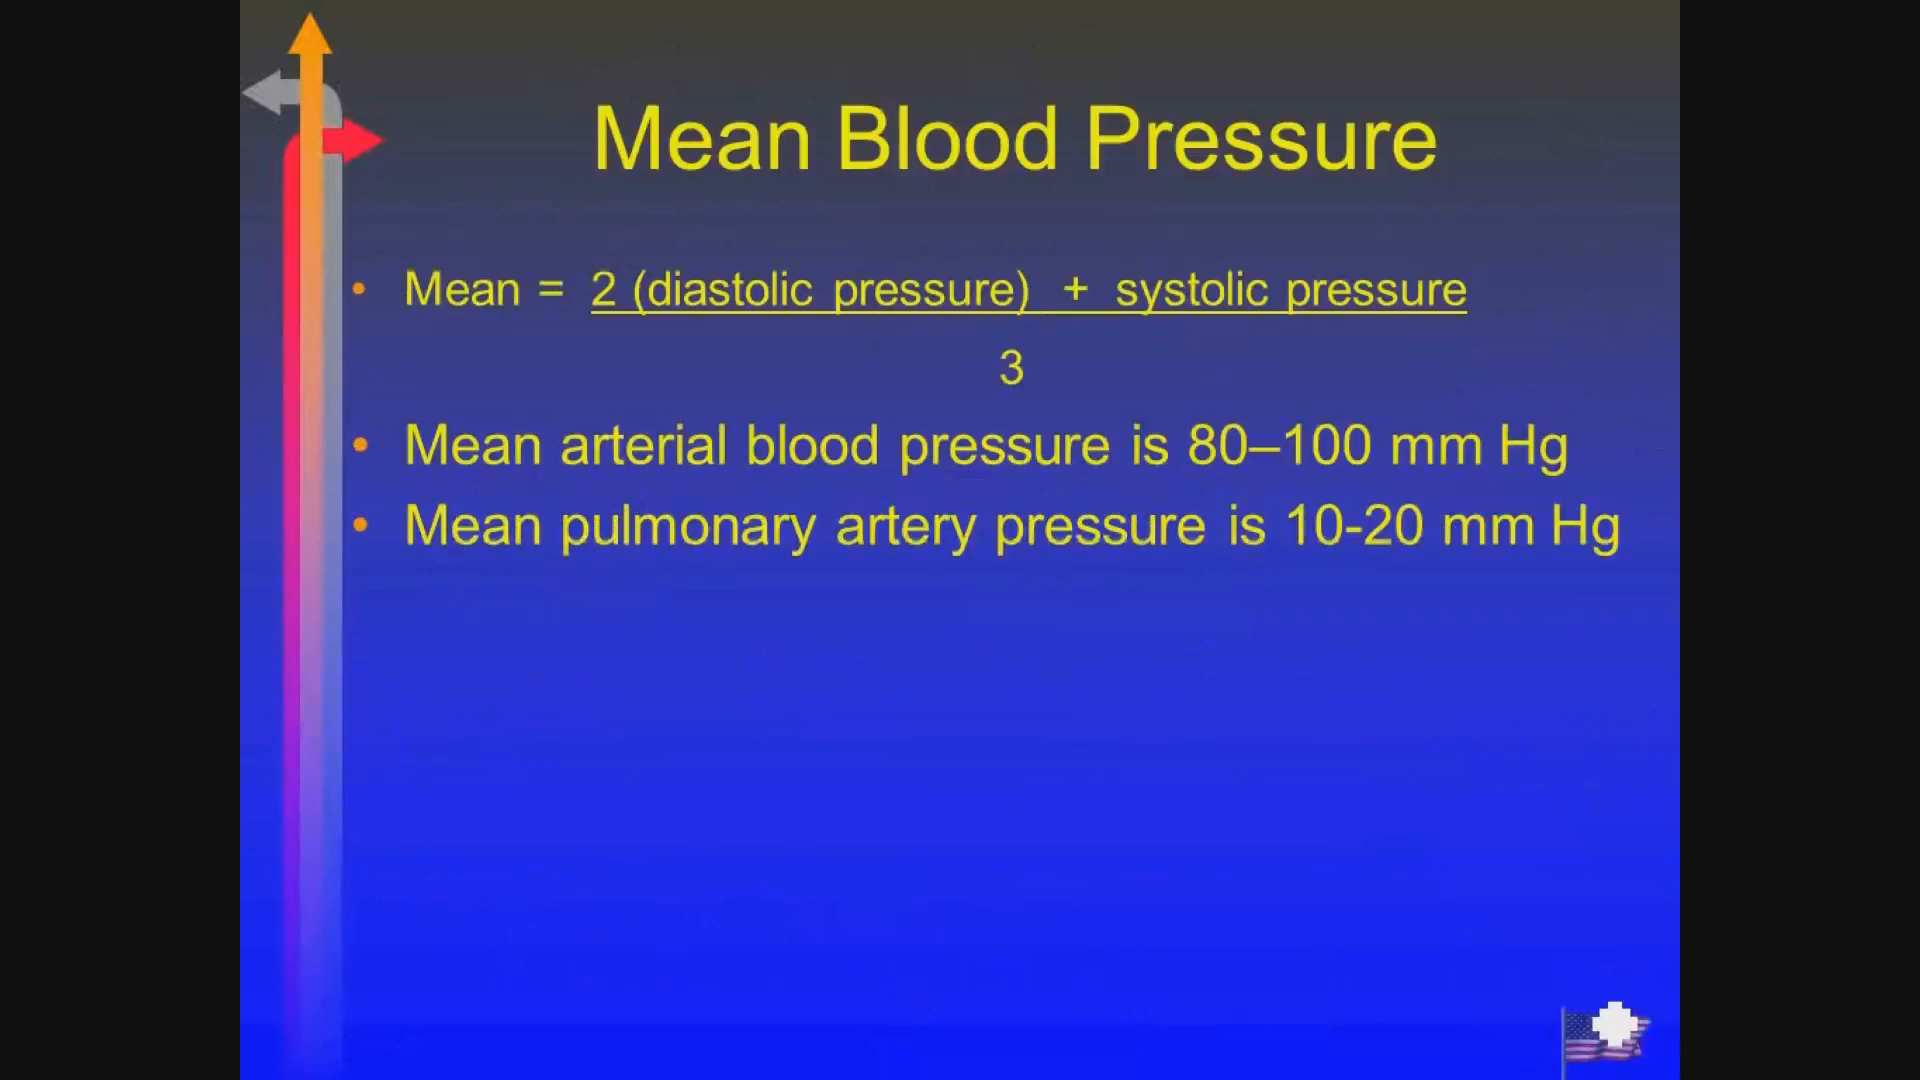 Mean Blood Pressure
• Mean = 2 (diastolic pressure) + systolic pressure
3
• Mean arterial blood pressure is 80–100 mm Hg
• Mean pulmonary artery pressure is 10-20 mm Hg